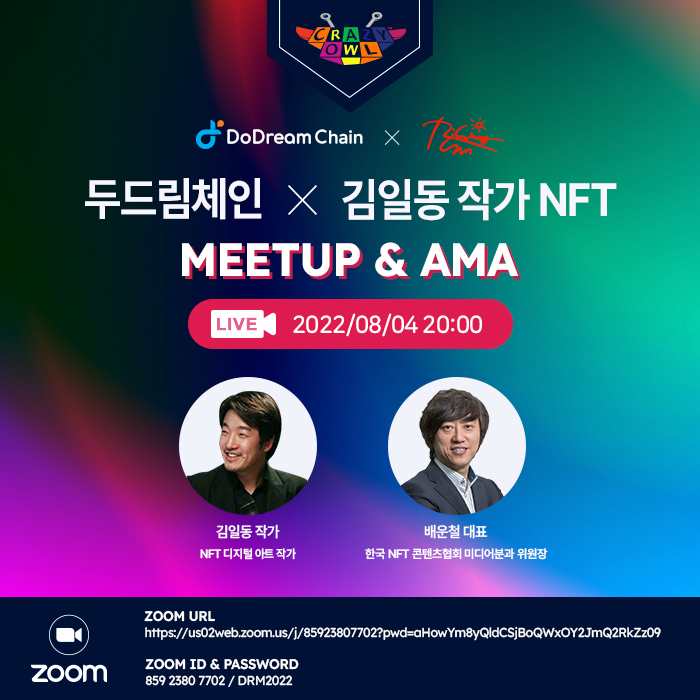 CRAZY
OWL
DoDream Chain ×
두드림체인 × 김일동 작가 NFT
MEETUP & AMA
LIVE 2022/08/04 20:00
김일동 작가 배운철 대표
NFT 디지털 아트 작가 한국 NFT 콘텐츠협회 미디어분과 위원장
ZOOM URL
https://us02web.zoom.us/j/85923807702?pwd=aHowYm8yQldCSjBoQWxOY2JmQ2RkZz09
zoom
ZOOM ID & PASSWORD
859 2380 7702 / DRM2022